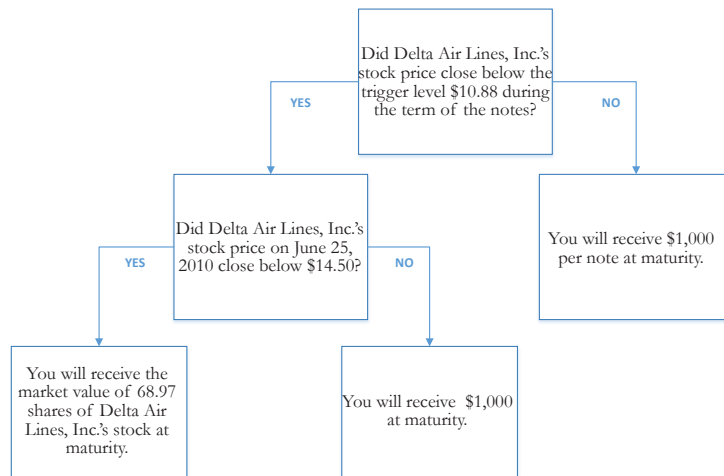 Did Delta Air Lines, Inc.'s
stock price close below the
trigger level $10.88 during
the term of the notes?
YES
NO
Did Delta Air Lines, Inc.'s
stock price on June 25,
2010 close below $14.50?
You will receive $1,000
per note at maturity.
YES
NO
You will receive the
market value of 68.97
shares of Delta Air
Lines, Inc.'s stock at
maturity.
You will receive $1,000
at maturity.